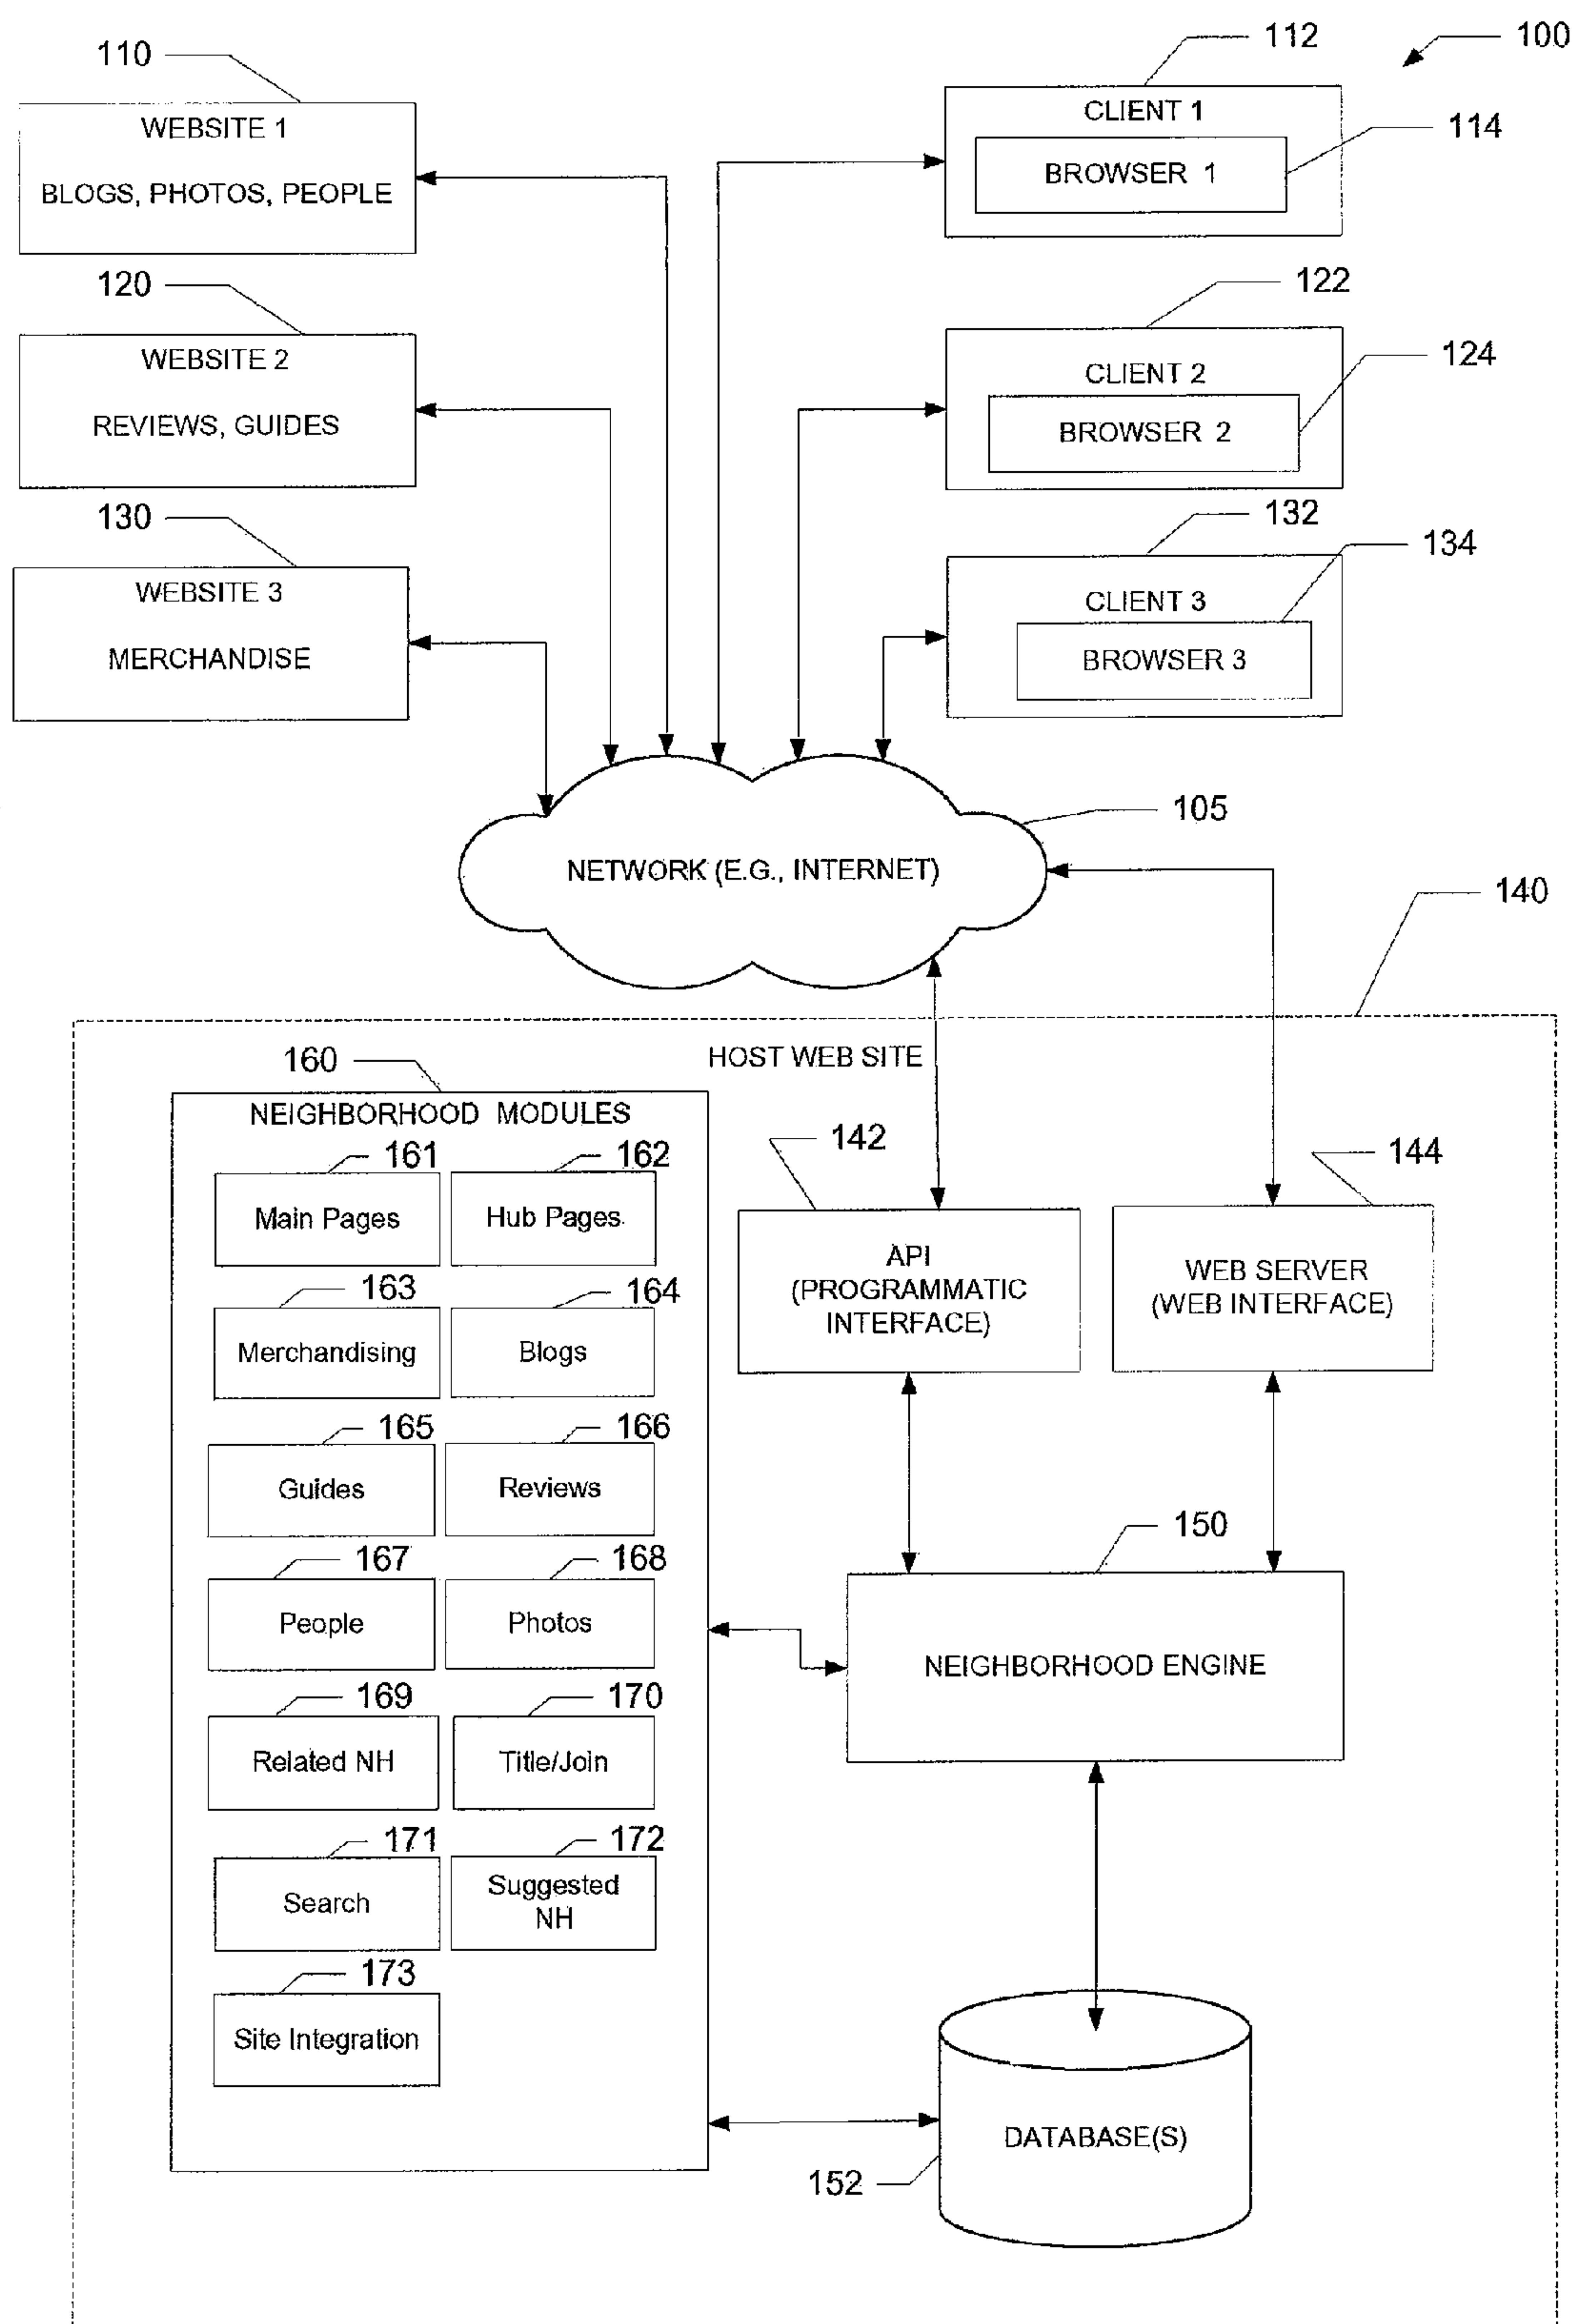 100
110
WEBSITE 1
BLOGS, PHOTOS, PEOPLE
112
CLIENT 1
114
BROWSER 1
120
WEBSITE 2
REVIEWS, GUIDES
122
CLIENT 2
124
BROWSER 2
130
WEBSITE 3
MERCHANDISE
132
134
CLIENT 3
BROWSER 3
105
NETWORK (E.G., INTERNET)
140
HOST WEB SITE
160
NEIGHBORHOOD MODULES
161
Main Pages
162
Hub Pages
163
Merchandising
164
Blogs
165
Guides
166
Reviews
167
People
168
Photos
169
Related NH
170
Title/Join
171
Search
172
Suggested
NH
173
Site Integration
142
API
(PROGRAMMATIC
INTERFACE)
144
WEB SERVER
(WEB INTERFACE)
150
NEIGHBORHOOD ENGINE
DATABASE(S)
152